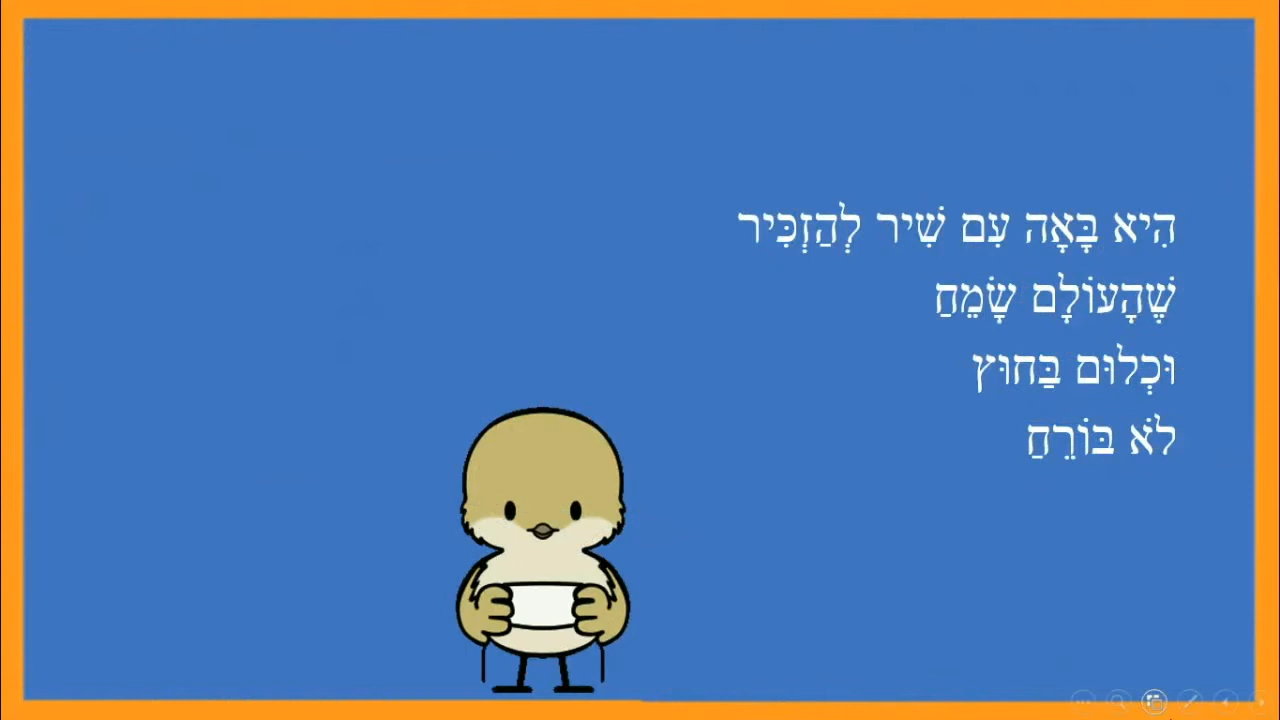 הִיא בָּאָה עִם שִׁיר לְהַזְכִּיר
שֶׁהָעוֹלָם שָׂמֵחַ
וּכְלוּם בַּחוּץ
לֹא בּוֹרֵחַ